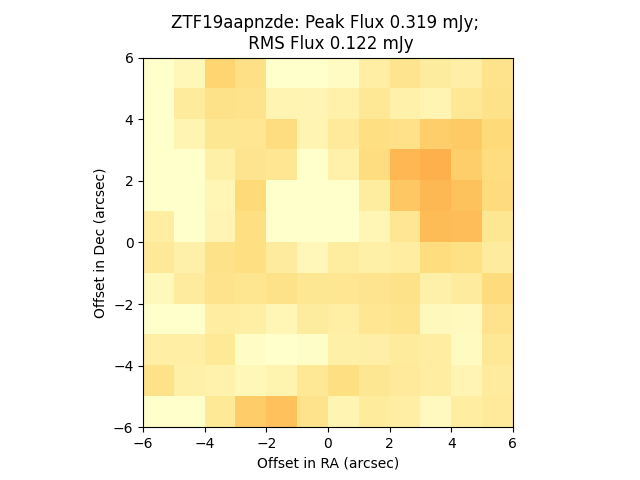 ZTF19aapnzde: Peak Flux 0.319 mJy;
RMS Flux 0.122 mJy
6
4
2
0
−2
−4
−6
Offset in Dec (arcsec)
−6 −4 −2 0 2 4 6
Offset in RA (arcsec)